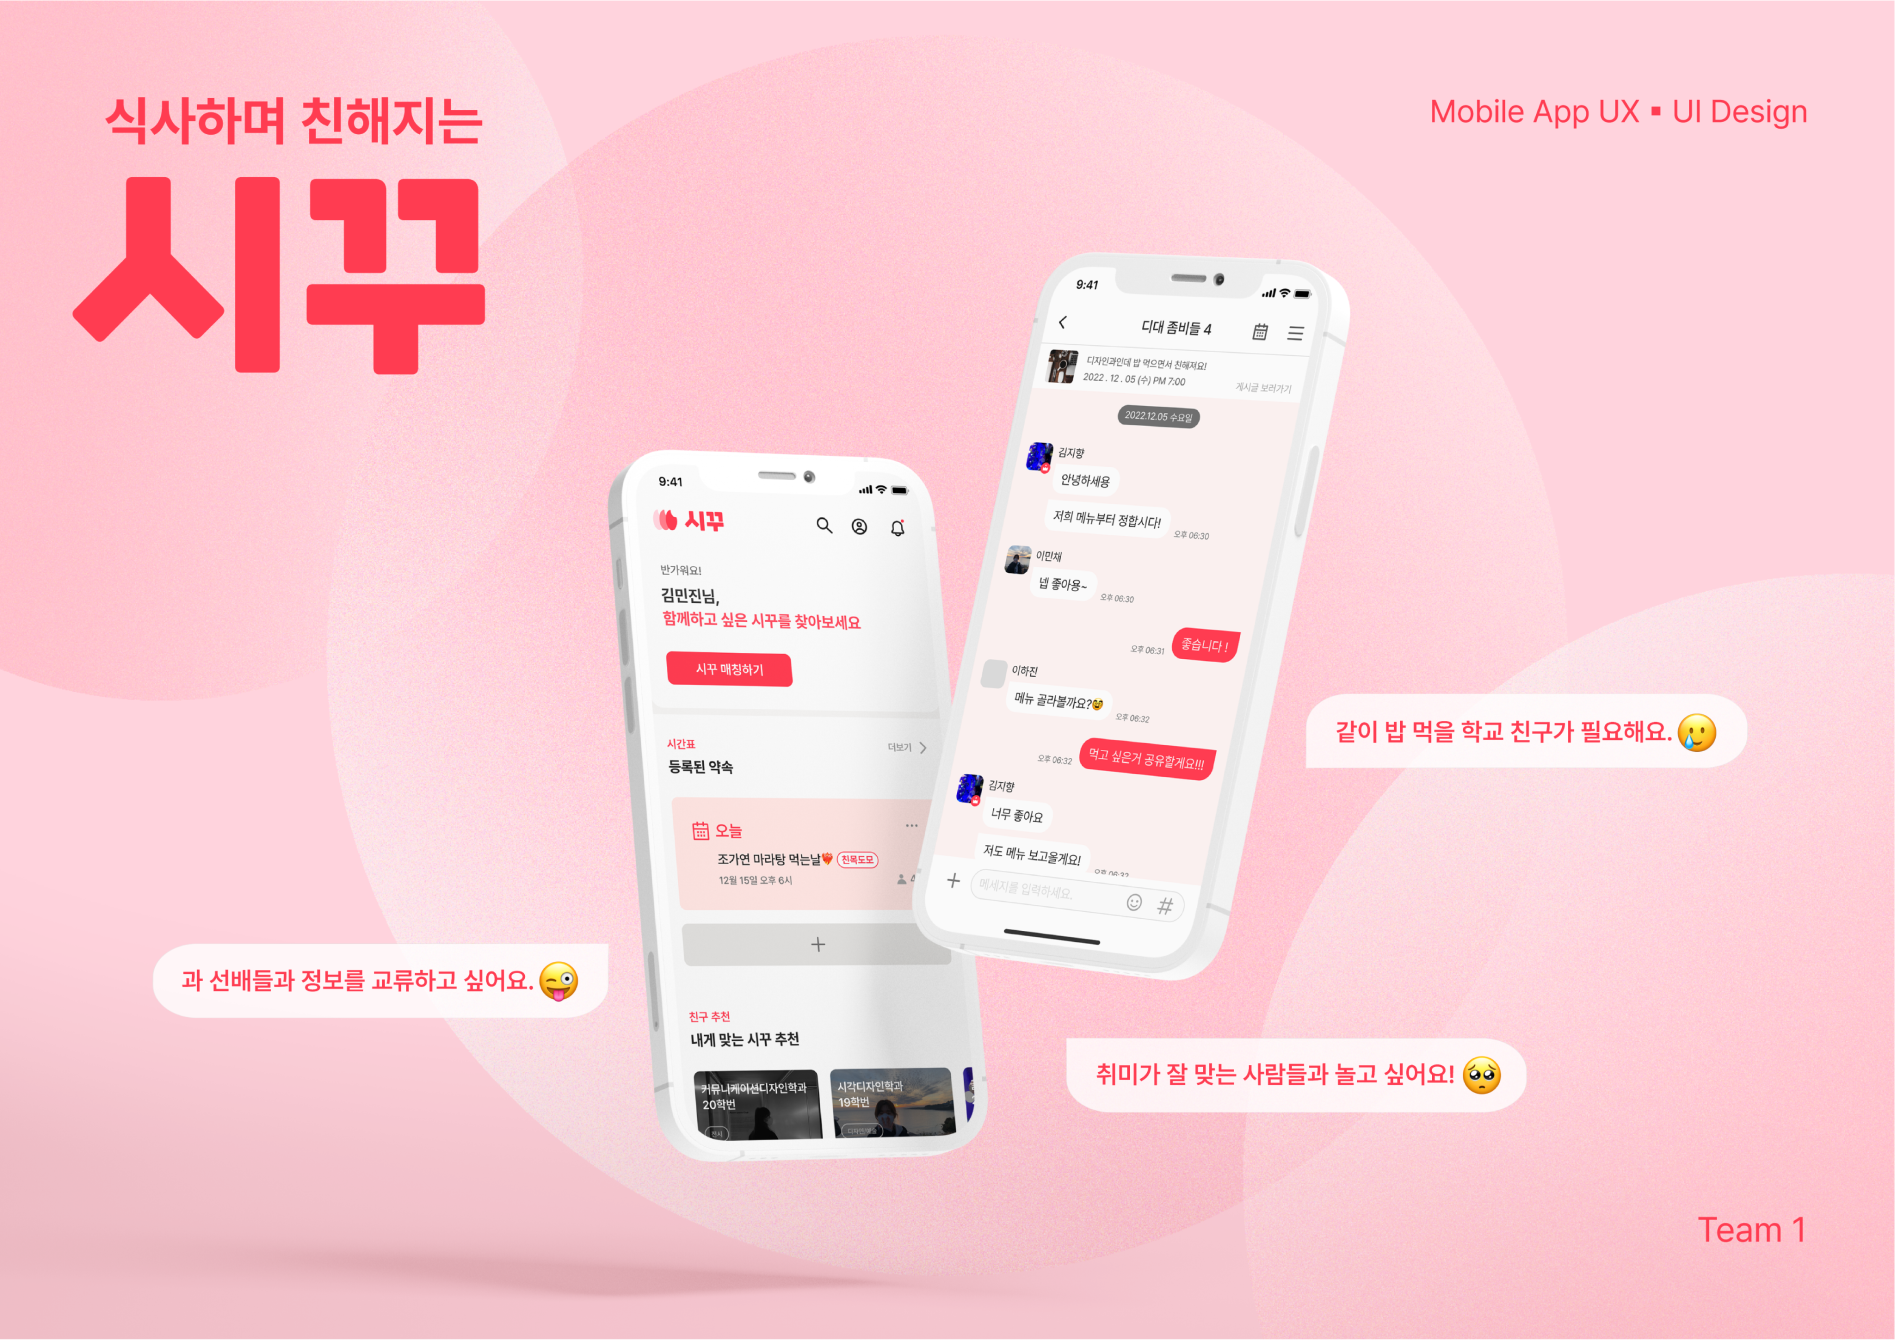 식사하며 친해지는
시꾸
Mobile App UX ▪ UI Design
9:41
시꾸
반가워요!
김민진님,
함께하고 싶은 시꾸를 찾아보세요
시꾸 매칭하기
시간표
더보기
등록된 약속
오늘
조가연 마라탕 먹는날❤️‍🔥 친목도모
12월 15일 오후 6시
친구 추천
내게 맞는 시꾸 추천
커뮤니케이션디자인학과
20학번
전시
시각디자인학과
19학번
9:41
디대 좀비들 4
디자인과인데 밥 먹으면서 친해져요!
2022 . 12 . 05 (수) PM 7:00
게시글 보러가기
2022.12.05 수요일
김지향
안녕하세용
저희 메뉴부터 정합시다!
오후 06:30
이민채
넵 좋아용~
오후 06:30
오후 06:31
좋습니다 !
이하진
메뉴 골라볼까요?😲
오후 06:32
오후 06:32
먹고 싶은거 공유할게요!!!
김지향
너무 좋아요
저도 메뉴 보고올게요!
오후 06:32
메세지를 입력하세요.
같이 밥 먹을 학교 친구가 필요해요. 🥲
과 선배들과 정보를 교류하고 싶어요. 😜
취미가 잘 맞는 사람들과 놀고 싶어요! 🥺
Team 1